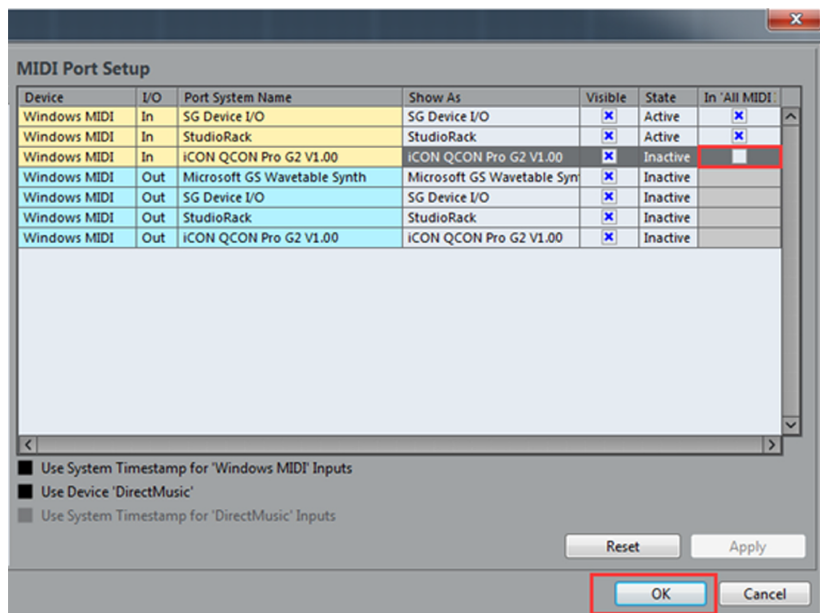 MIDI Port Setup
Device I/O Port System Name Show As Visible State In 'All MIDI
Windows MIDI In SG Device I/O SG Device I/O Active
Windows MIDI In StudioRack StudioRack Active
Windows MIDI In iCON QCON Pro G2 V1.00 iCON QCON Pro G2 V1.00 Inactive
Windows MIDI Out Microsoft GS Wavetable Synth Microsoft GS Wavetable Syn Inactive
Windows MIDI Out SG Device I/O SG Device I/O Inactive
Windows MIDI Out StudioRack StudioRack Inactive
Windows MIDI Out iCON QCON Pro G2 V1.00 iCON QCON Pro G2 V1.00 Inactive
Use System Timestamp for 'Windows MIDI' Inputs
Use Device 'DirectMusic'
Use System Timestamp for 'DirectMusic' Inputs
Reset Apply
OK Cancel